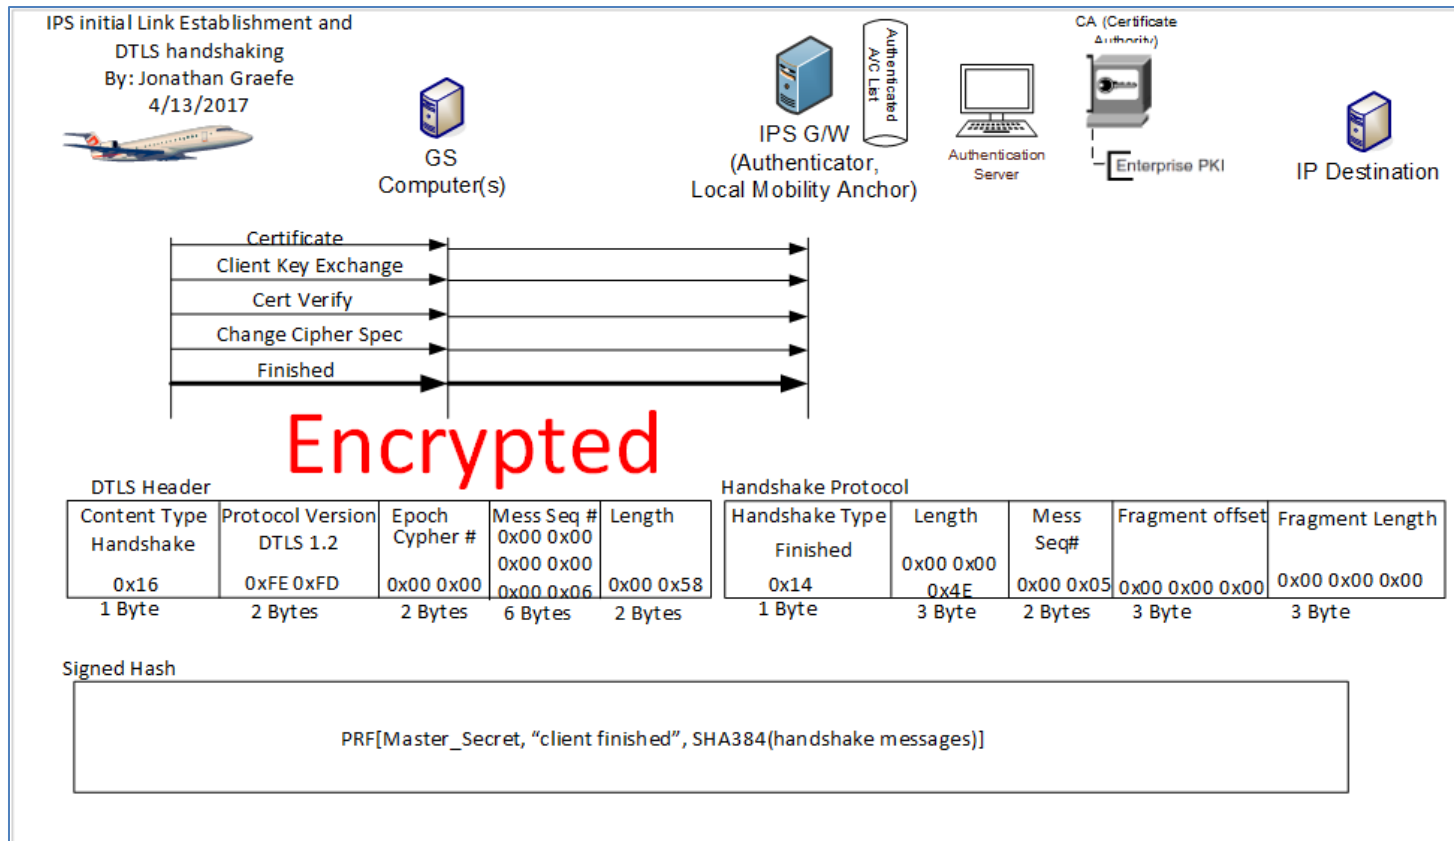 IPS initial Link Establishment and
DTLS handshaking
By: Jonathan Graefe
4/13/2017
GS
Computer(s)
IPS G/W
(Authenticator,
Local Mobility Anchor)
Authenticated
A/C List
Authentication
Server
CA (Certificate
Authority)
Enterprise PKI
IP Destination
Certificate
Client Key Exchange
Cert Verify
Change Cipher Spec
Finished
Encrypted
DTLS Header
Content Type
Handshake
0x16
1 Byte
Protocol Version
DTLS 1.2
0xFE 0xFD
2 Bytes
Epoch
Cypher #
0x00 0x00
2 Bytes
Mess Seq #
0x00 0x00
0x00 0x00
0x00 0x06
6 Bytes
Length
0x00 0x58
2 Bytes
Handshake Protocol
Handshake Type
Finished
0x14
1 Byte
Length
0x00 0x00
0x4E
3 Byte
Mess
Seq#
0x00 0x05
2 Bytes
Fragment offset
0x00 0x00 0x00
3 Byte
Fragment Length
0x00 0x00 0x00
3 Byte
Signed Hash
PRF[Master_Secret, “client finished”, SHA384(handshake messages)]